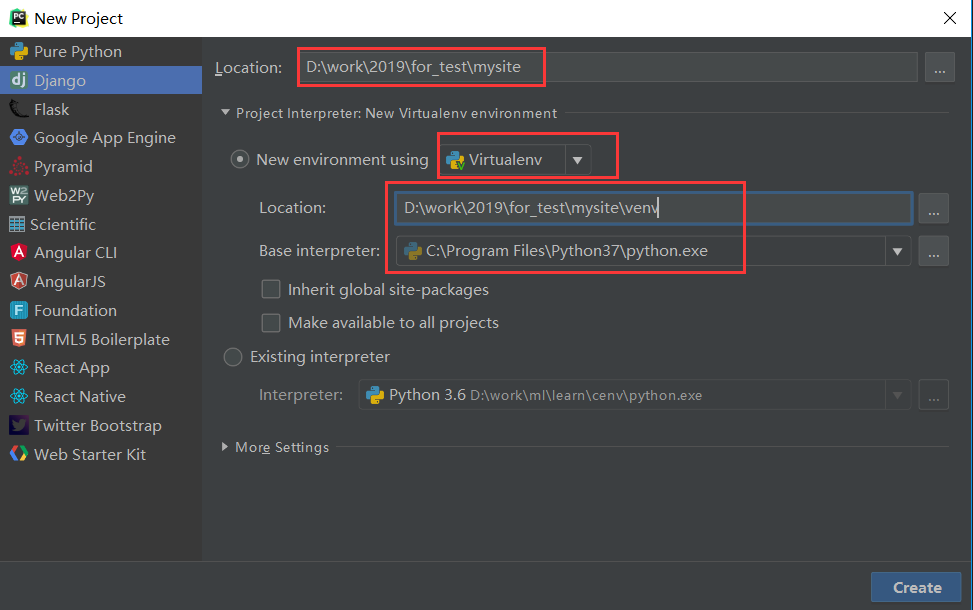 New Project
Pure Python
Django
Flask
Google App Engine
Pyramid
Web2Py
Scientific
Angular CLI
AngularJS
Foundation
HTML5 Boilerplate
React App
React Native
Twitter Bootstrap
Web Starter Kit
Location: D:\work\2019\for_test\mysite ...
Project Interpreter: New Virtualenv environment
New environment using Virtualenv
Location: D:\work\2019\for_test\mysite\venv ...
Base interpreter: C:\Program Files\Python37\python.exe ...
Inherit global site-packages
Make available to all projects
Existing interpreter
Interpreter: Python 3.6 D:\work\ml\learn\cenv\python.exe ...
More Settings
Create